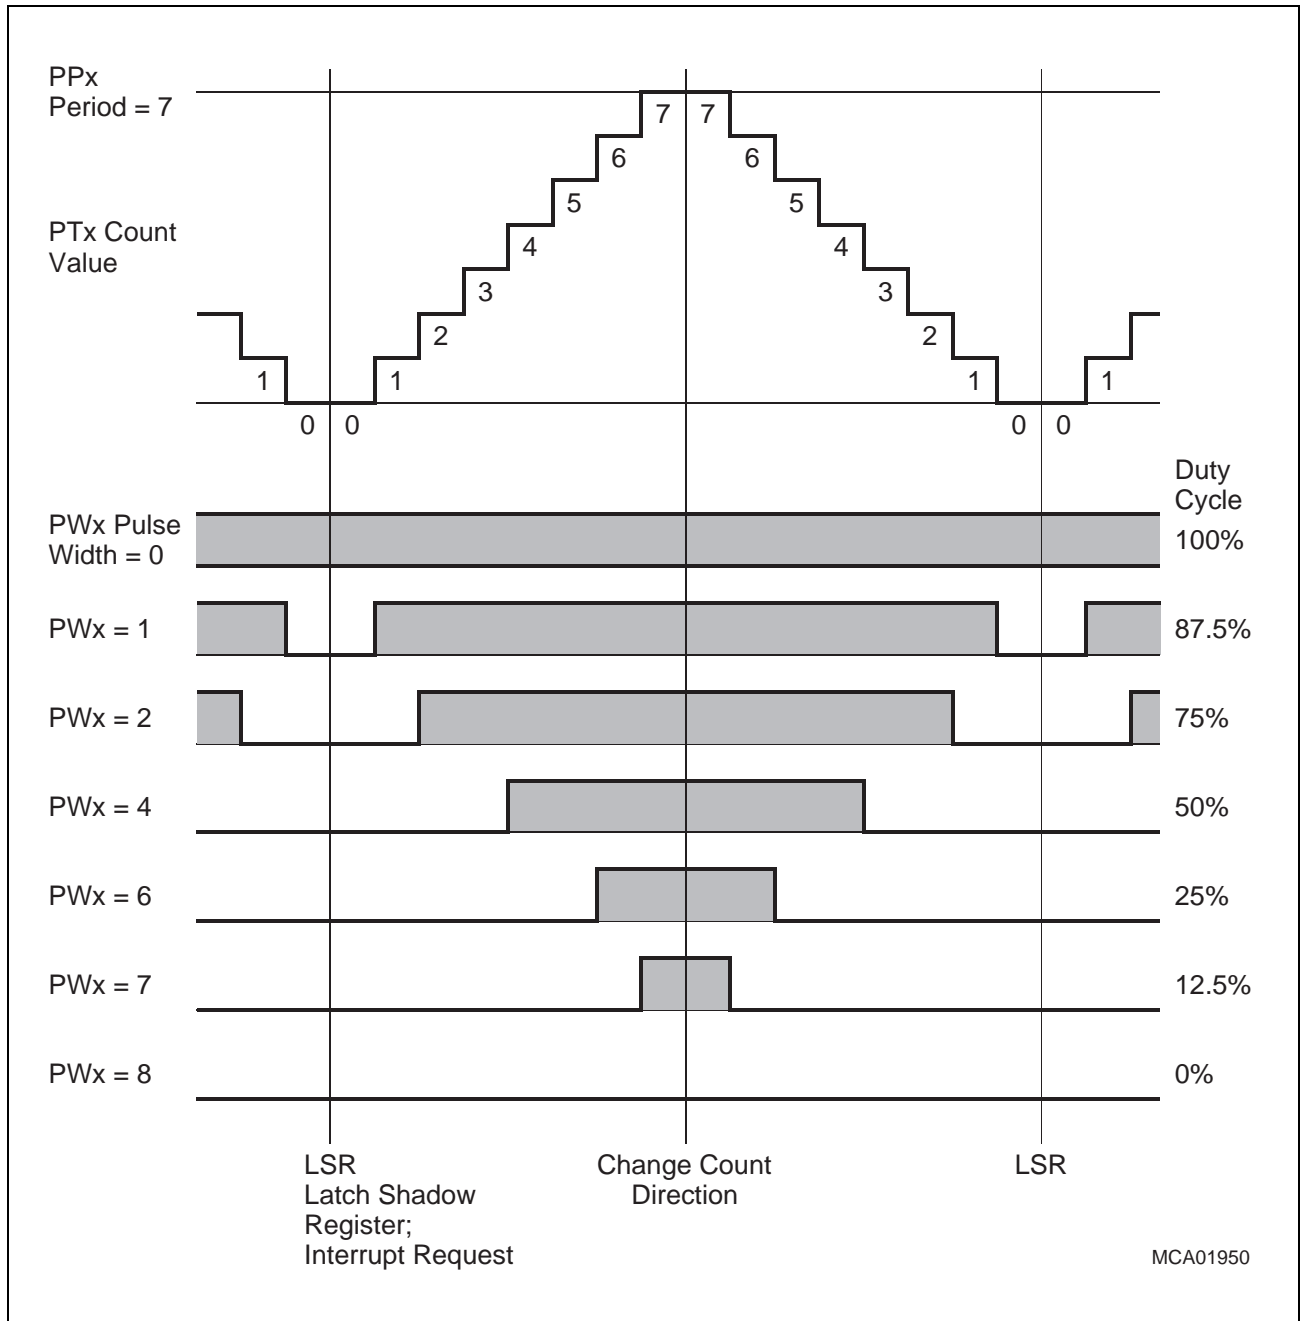 PPx
Period = 7
7 7
6 6
5 5
PTx Count
Value
4 4
3 3
2 2
1 1 1 1
0 0 0 0
Duty
Cycle
PWx Pulse
Width = 0
100%
PWx = 1 87.5%
PWx = 2 75%
PWx = 4 50%
PWx = 6 25%
PWx = 7 12.5%
PWx = 8 0%
LSR
Latch Shadow
Register;
Interrupt Request
Change Count
Direction
LSR
MCA01950